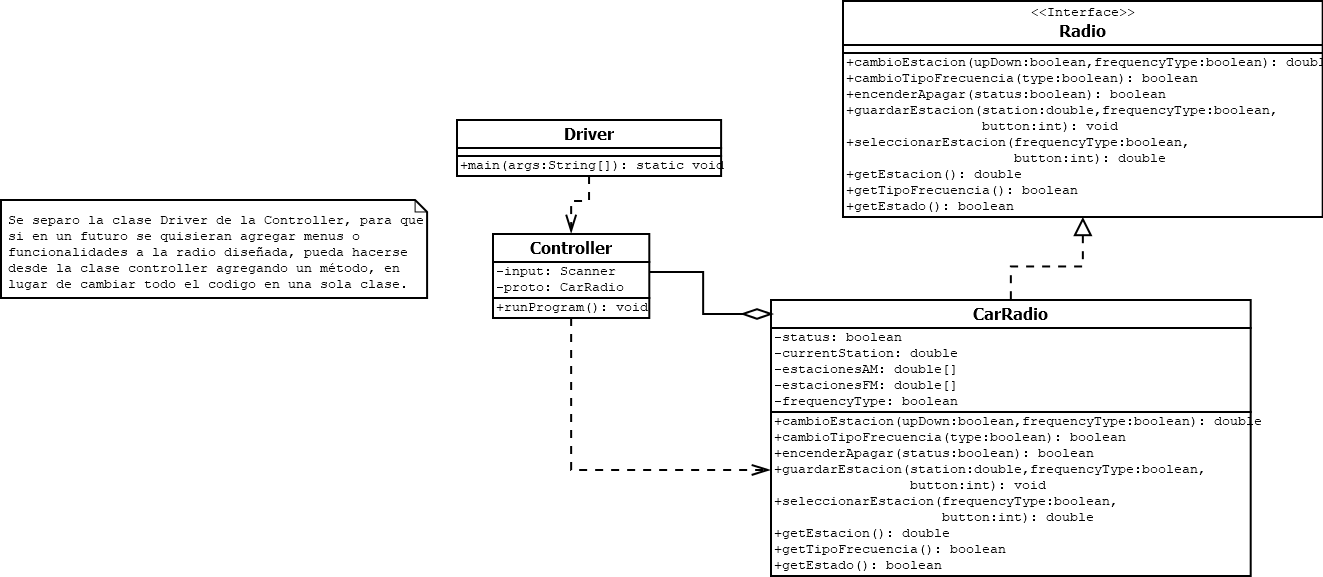 <<Interface>>
Radio
+cambioEstacion(upDown:boolean,frequencyType:boolean): doubl
+cambioTipoFrecuencia(type:boolean): boolean
+encenderApagar(status:boolean): boolean
+guardarEstacion(station:double,frequencyType:boolean,
button:int): void
+seleccionarEstacion(frequencyType:boolean,
button:int): double
+getEstacion(): double
+getTipoFrecuencia(): boolean
+getEstado(): boolean
Driver
+main(args:String[]): static void
Se separo la clase Driver de la Controller, para que
si en un futuro se quisieran agregar menus o
funcionalidades a la radio diseñada, pueda hacerse
desde la clase controller agregando un método, en
lugar de cambiar todo el codigo en una sola clase.
Controller
-input: Scanner
-proto: CarRadio
+runProgram(): void
CarRadio
-status: boolean
-currentStation: double
-estacionesAM: double[]
-estacionesFM: double[]
-frequencyType: boolean
+cambioEstacion(upDown:boolean,frequencyType:boolean): double
+cambioTipoFrecuencia(type:boolean): boolean
+encenderApagar(status:boolean): boolean
+guardarEstacion(station:double,frequencyType:boolean,
button:int): void
+seleccionarEstacion(frequencyType:boolean,
button:int): double
+getEstacion(): double
+getTipoFrecuencia(): boolean
+getEstado(): boolean